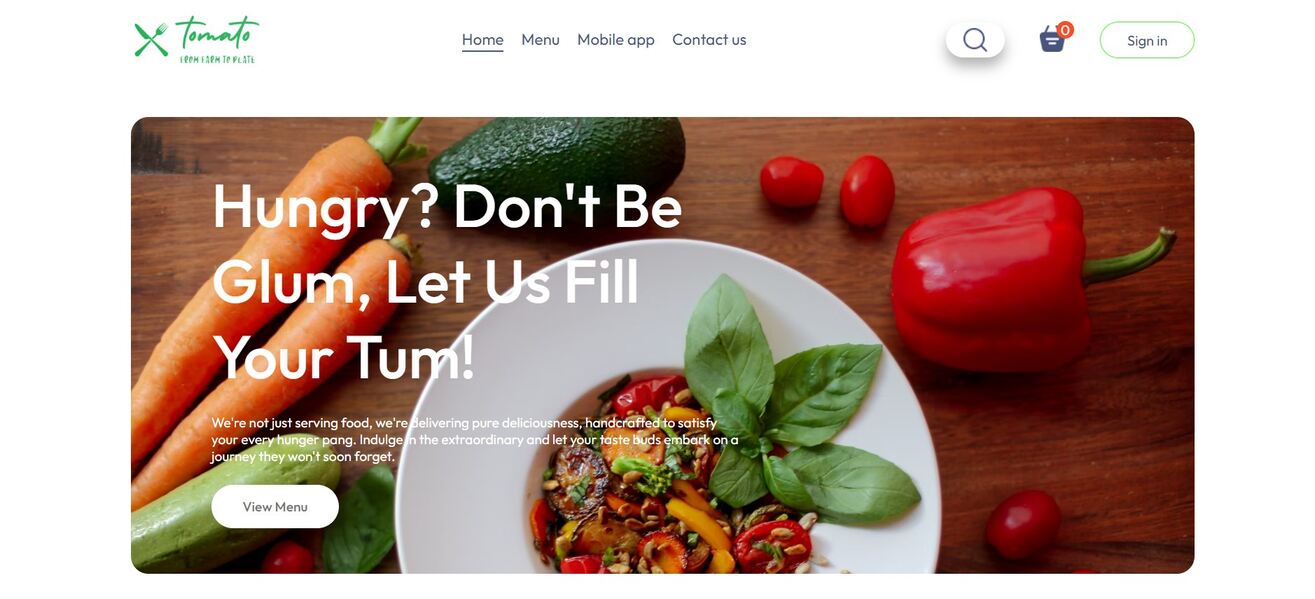 tomato
FROM FARM TO PLATE
Home Menu Mobile app Contact us
0
Sign in
Hungry? Don't Be
Glum, Let Us Fill
Your Tum!
We're not just serving food, we're delivering pure deliciousness, handcrafted to satisfy
your every hunger pang. Indulge in the extraordinary and let your taste buds embark on a
journey they won't soon forget.
View Menu